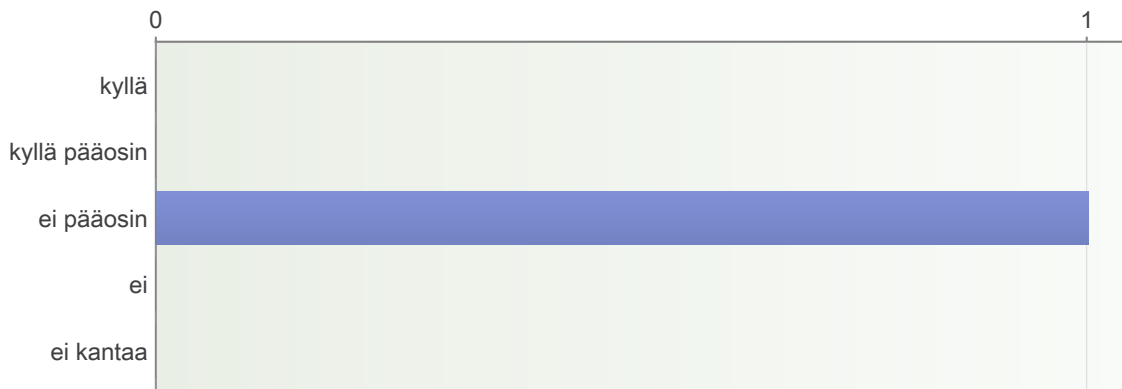 0 1
kyllä
kyllä pääosin
ei pääosin
ei
ei kantaa